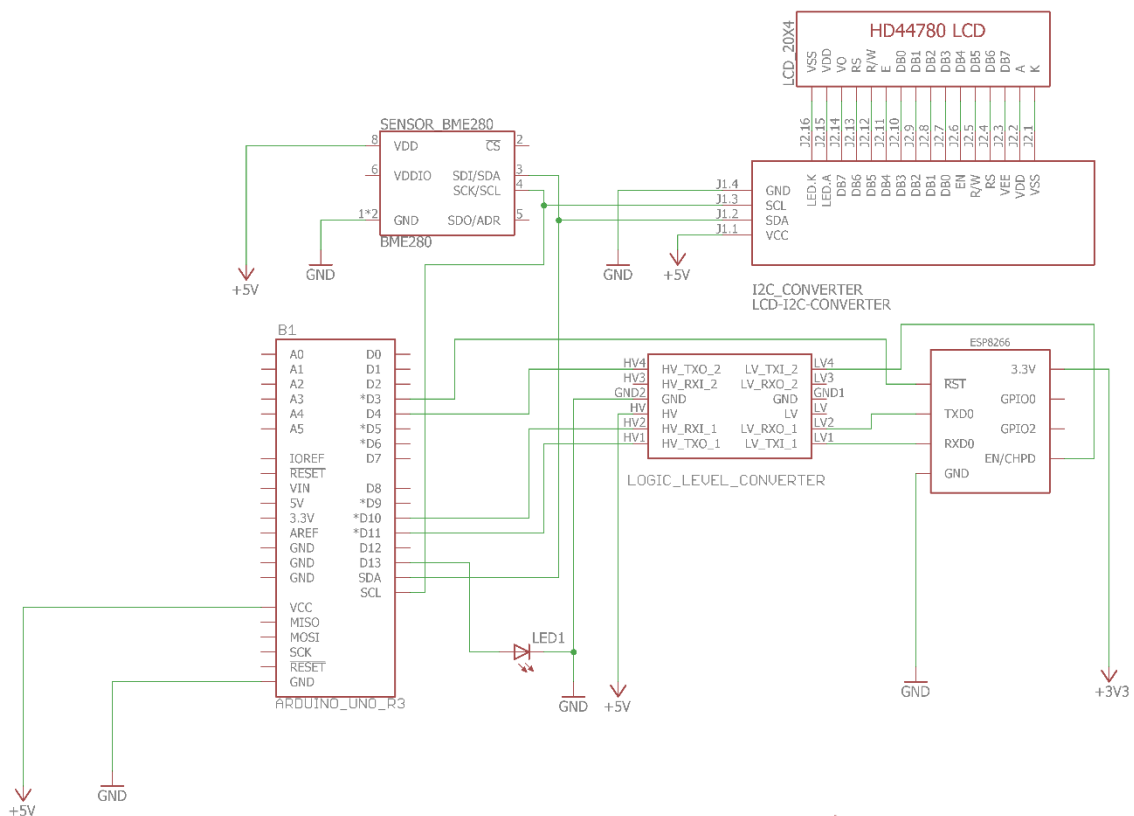 HD44780 LCD
LCD_20X4
VSS VDD VO RS R/W E DB0 DB1 DB2 DB3 DB4 DB5 DB6 DB7 A K
J2.16 J2.15 J2.14 J2.13 J2.12 J2.11 J2.10 J2.9 J2.8 J2.7 J2.6 J2.5 J2.4 J2.3 J2.2 J2.1
LED.K LED.A DB7 DB6 DB5 DB4 DB3 DB2 DB1 DB0 EN R/W RS VEE VDD VSS
J1.4 GND
J1.3 SCL
J1.2 SDA
J1.1 VCC
GND
+5V
I2C_CONVERTER
LCD-I2C-CONVERTER
SENSOR_BME280
8 VDD CS 2
6 VDDIO SDI/SDA 3
SCK/SCL 4
1*2 GND SDO/ADR 5
BME280
+5V
GND
B1
A0 D0
A1 D1
A2 D2
A3 *D3
A4 D4
A5 *D5
*D6
IOREF D7
RESET
VIN D8
5V *D9
3.3V *D10
AREF *D11
GND D12
GND D13
GND SDA
SCL
VCC
MISO
MOSI
SCK
RESET
GND
ARDUINO_UNO_R3
+5V
GND
LED1
GND
+5V
HV4 HV_TXO_2 LV_TXI_2 LV4
HV3 HV_RXI_2 LV_RXO_2 LV3
GND2 GND GND GND1
HV HV LV LV
HV2 HV_RXI_1 LV_RXO_1 LV2
HV1 HV_TXO_1 LV_TXI_1 LV1
LOGIC_LEVEL_CONVERTER
ESP8266
3.3V
RST
GPIO0
TXD0
GPIO2
RXD0
EN/CHPD
GND
GND
+3V3